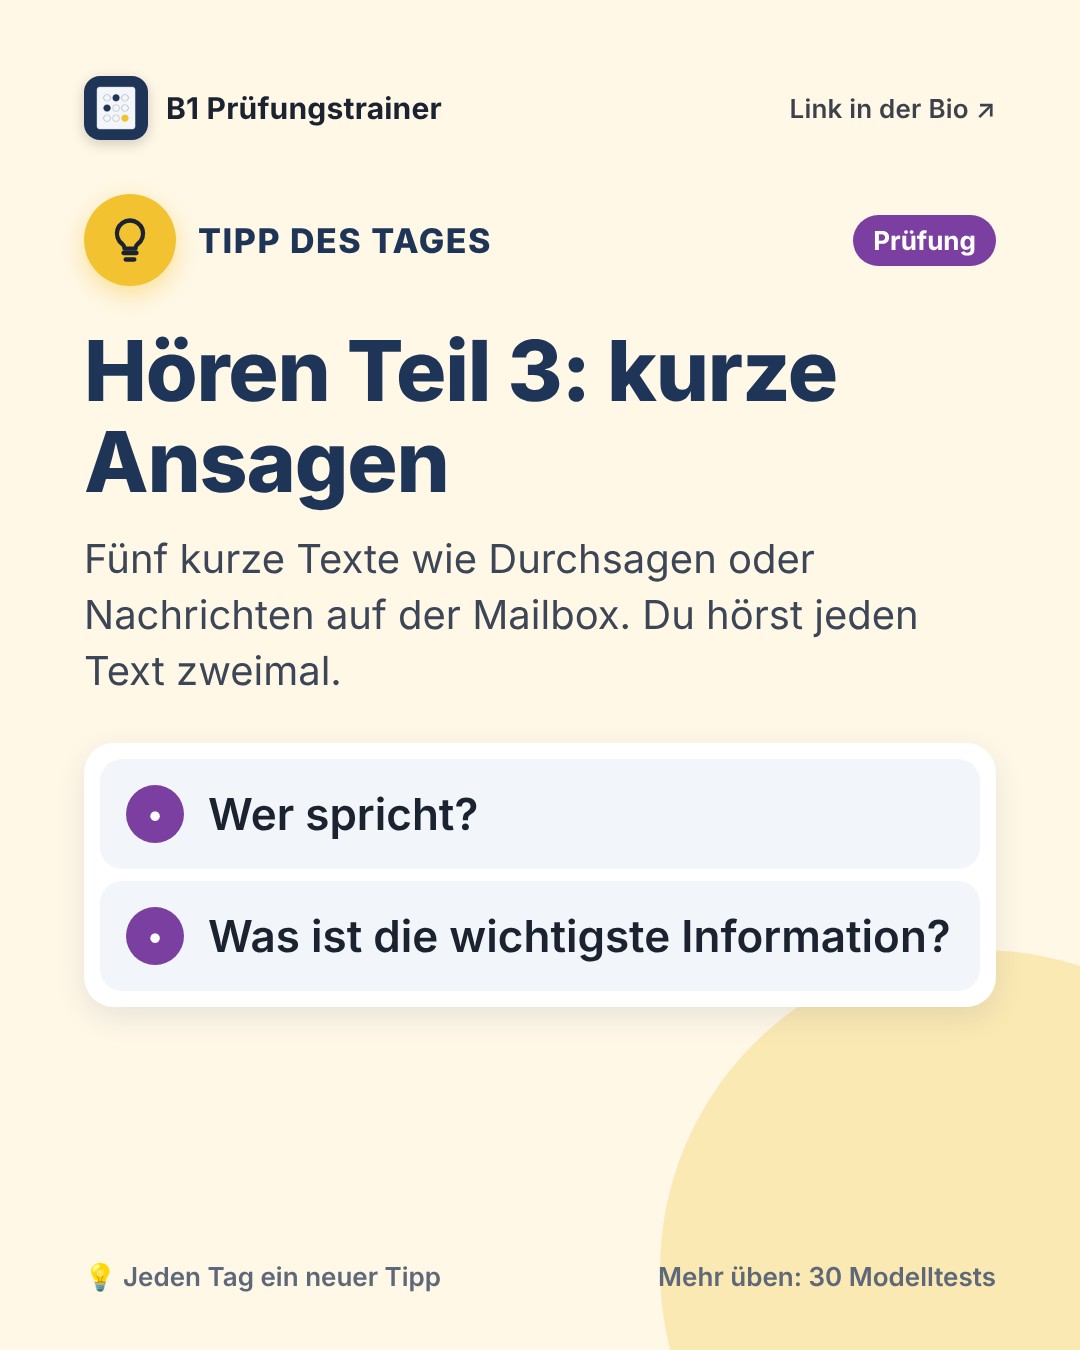 B1 Prüfungstrainer
Link in der Bio ↗
TIPP DES TAGES
Prüfung
Hören Teil 3: kurze
Ansagen
Fünf kurze Texte wie Durchsagen oder
Nachrichten auf der Mailbox. Du hörst jeden
Text zweimal.
• Wer spricht?
• Was ist die wichtigste Information?
💡 Jeden Tag ein neuer Tipp
Mehr üben: 30 Modelltests